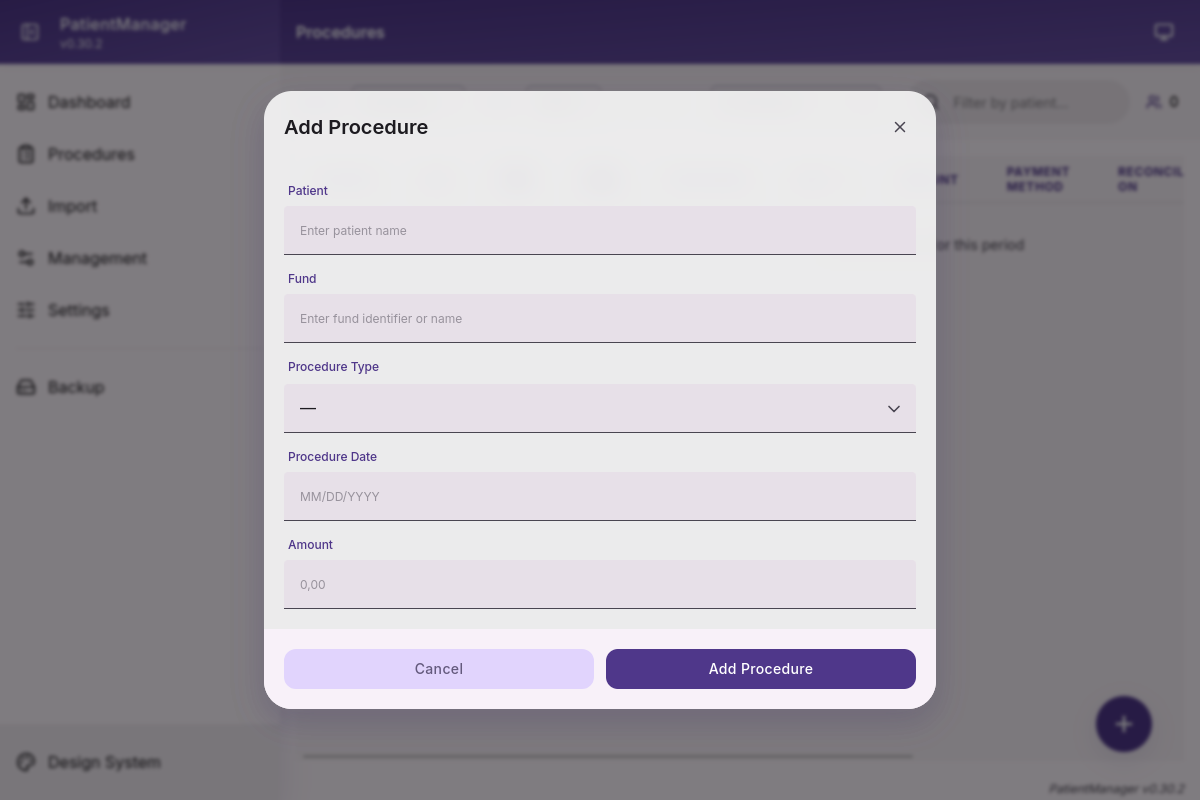 PatientManager
v0.30.2
Procedures
Dashboard
Procedures
Import
Management
Settings
Backup
Design System
Filter by patient...
0
PAYMENT
METHOD
or this period
Add Procedure
Patient
Enter patient name
Fund
Enter fund identifier or name
Procedure Type
—
Procedure Date
MM/DD/YYYY
Amount
0,00
Cancel
Add Procedure
PatientManager v0.30.2